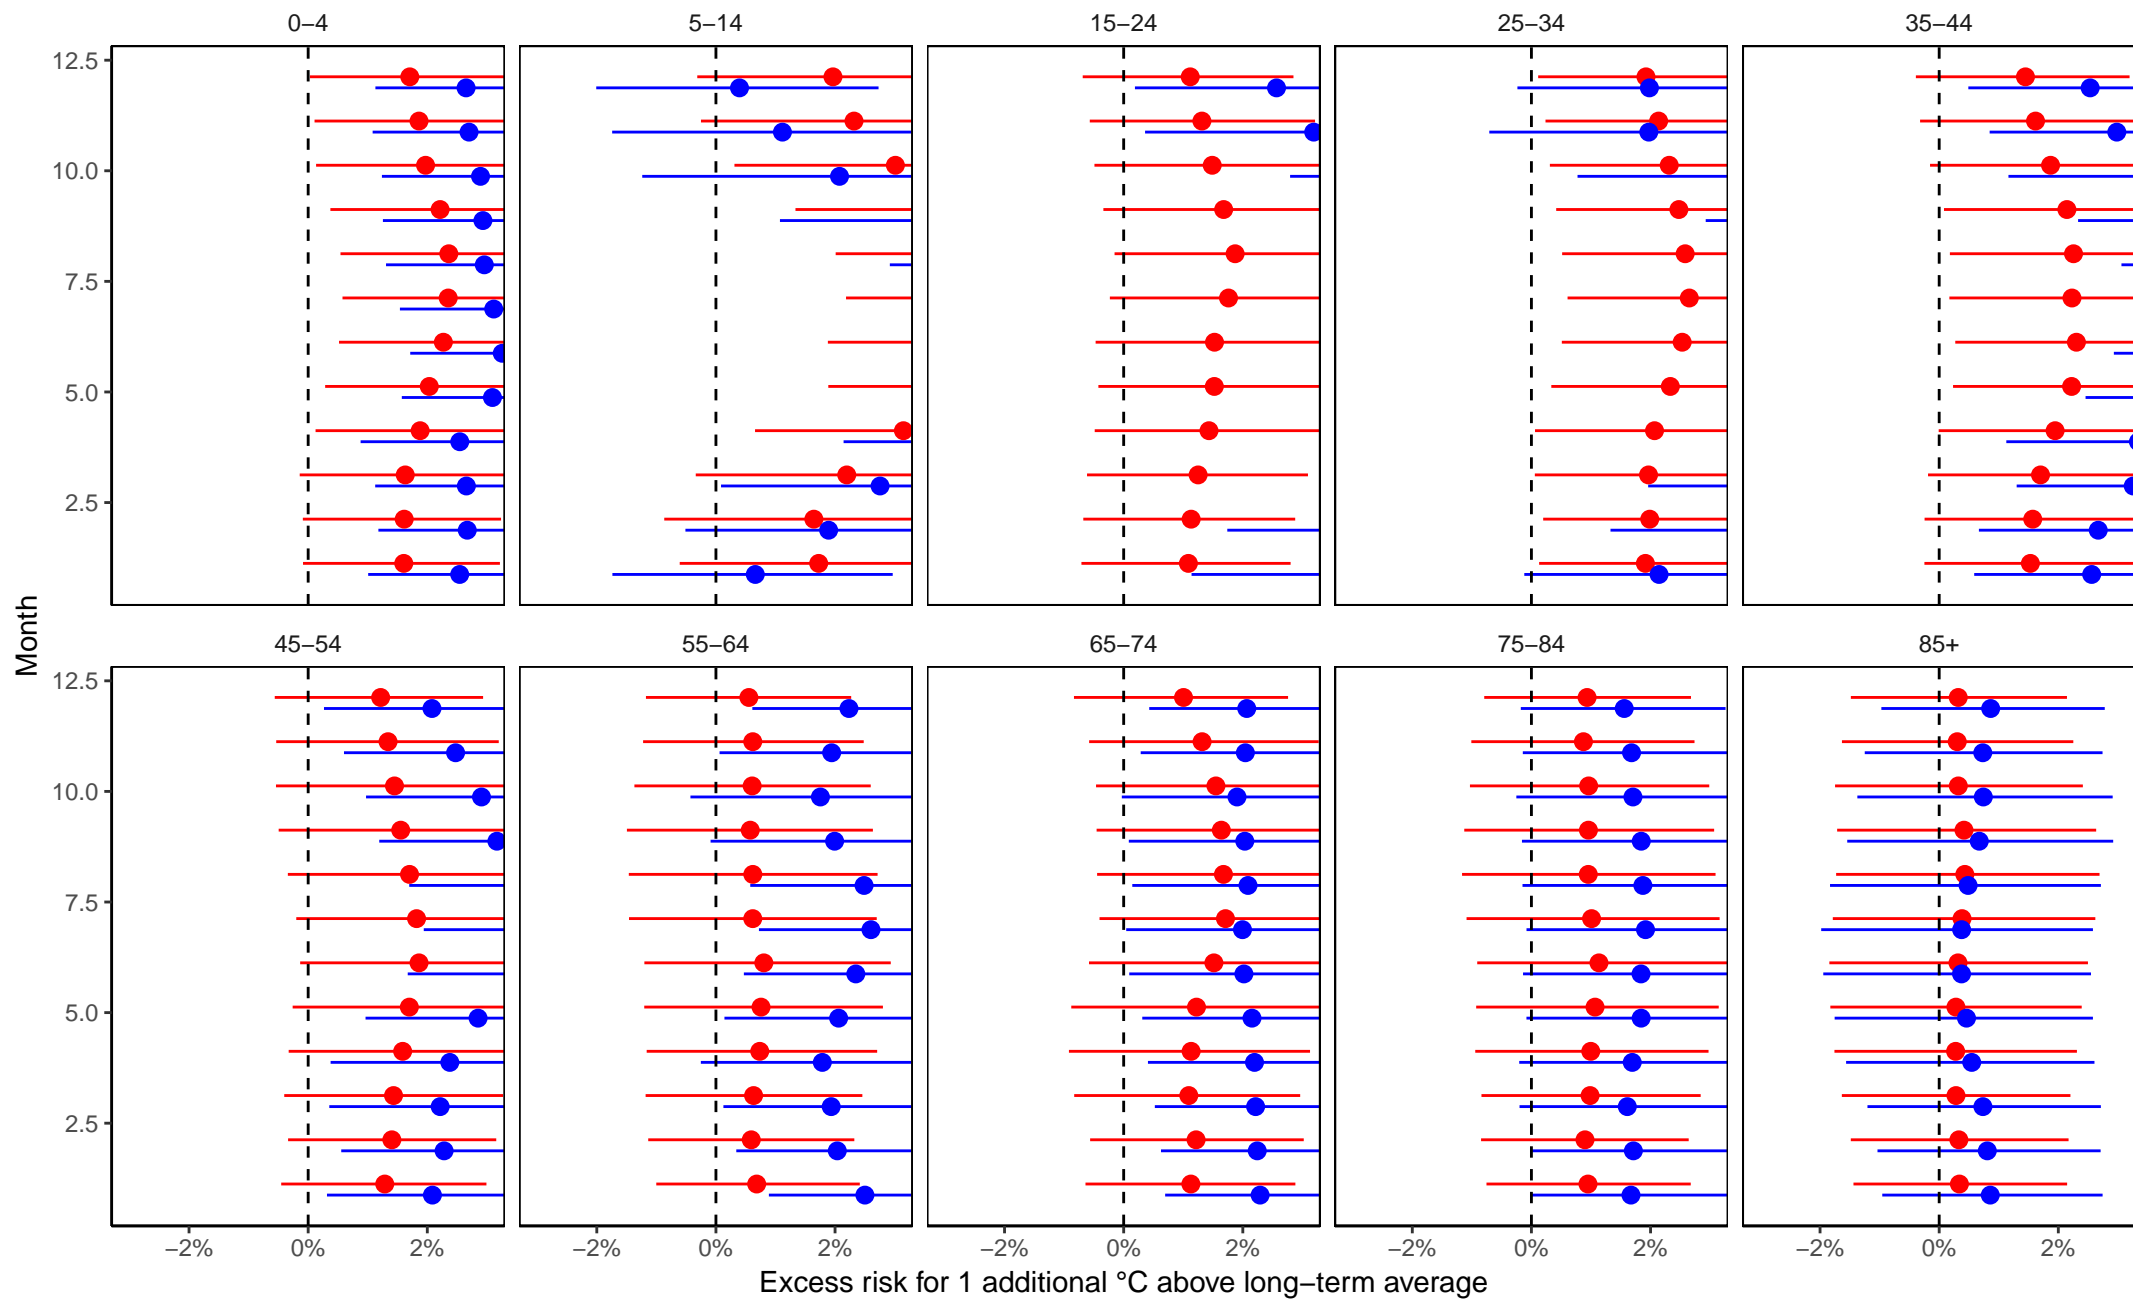 0−4 5−14 15−24 25−34 35−44
12.5
10.0
7.5
5.0
2.5
Month
45−54 55−64 65−74 75−84 85+
12.5
10.0
7.5
5.0
2.5
−2% 0% 2% −2% 0% 2% −2% 0% 2% −2% 0% 2% −2% 0% 2%
Excess risk for 1 additional °C above long−term average